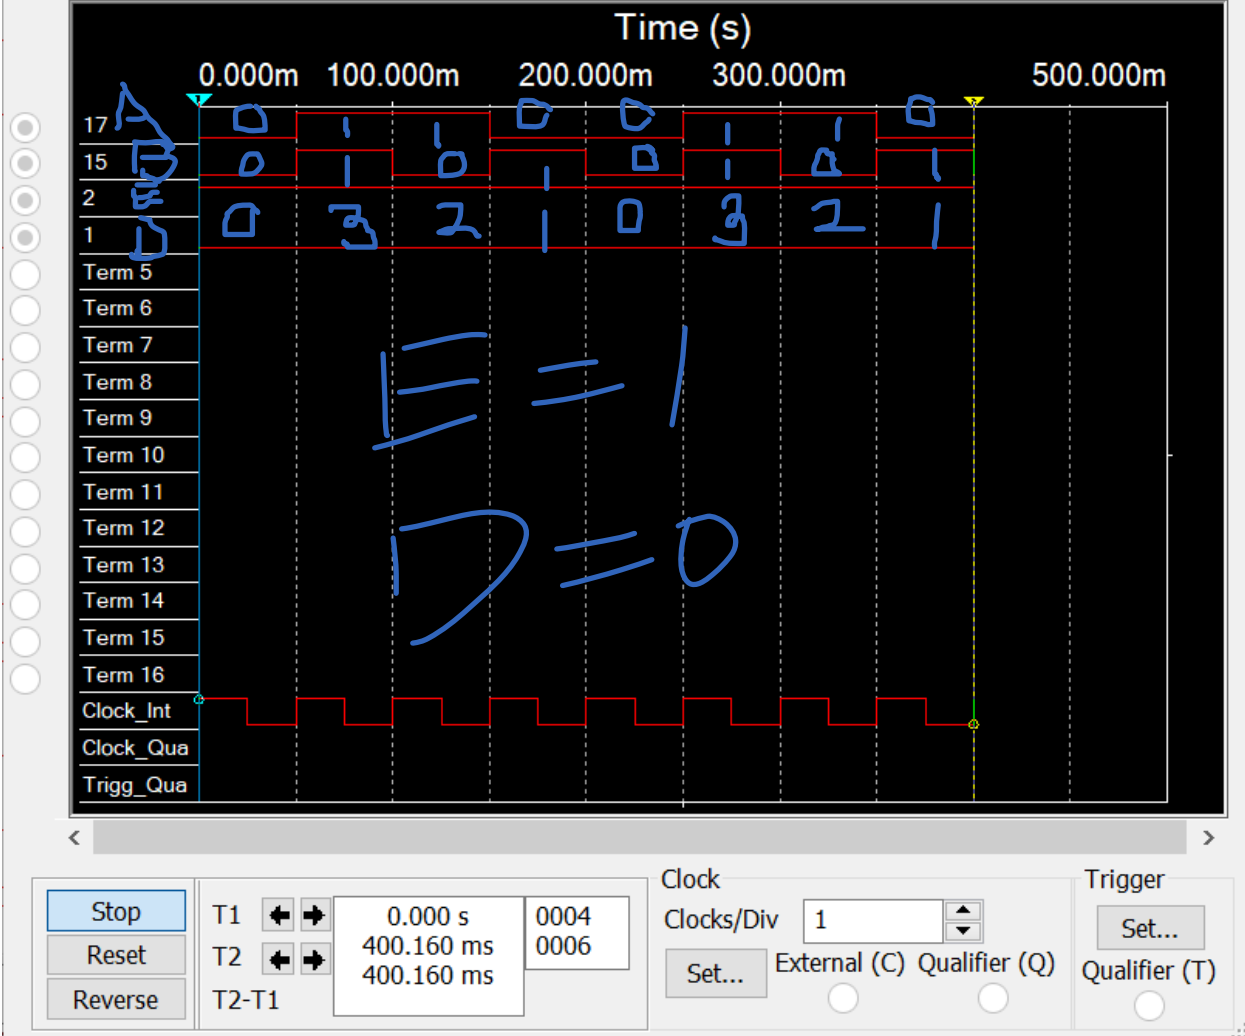 Time (s)
0.000m 100.000m 200.000m 300.000m 500.000m
17 A 0 1 1 0 0 1 1 0
15 B 0 1 0 1 0 1 0 1
2 E
1 D 0 3 2 1 0 3 2 1
Term 5
Term 6
Term 7
E = 1
Term 8
Term 9
Term 10
Term 11
Term 12
D = 0
Term 13
Term 14
Term 15
Term 16
Clock_Int
Clock_Qua
Trigg_Qua
Stop
Reset
Reverse
T1 0.000 s 0004
T2 400.160 ms 0006
T2-T1 400.160 ms
Clock
Clocks/Div 1
Set... External (C) Qualifier (Q)
Trigger
Set...
Qualifier (T)